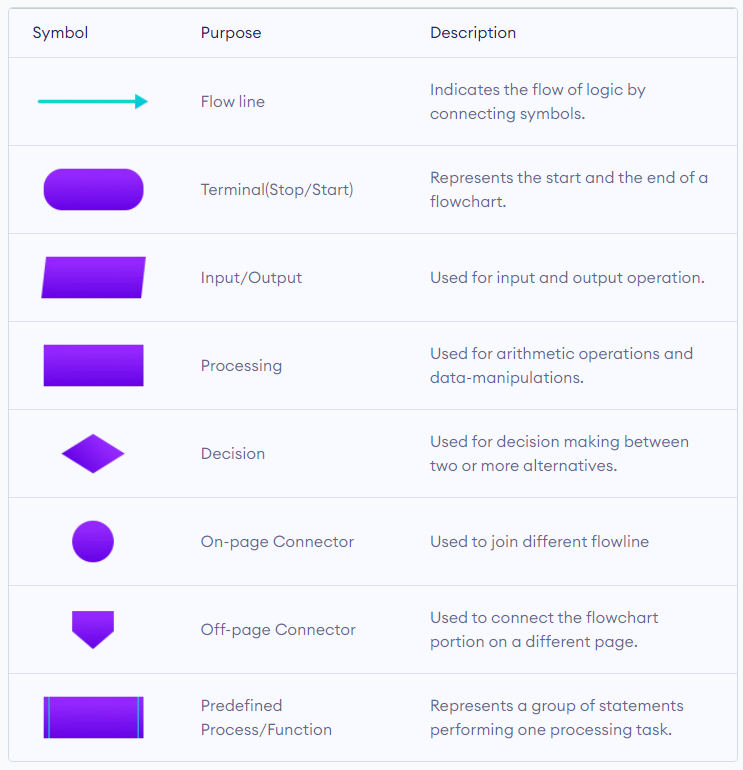 Symbol Purpose Description
Flow line
Indicates the flow of logic by
connecting symbols.
Terminal(Stop/Start)
Represents the start and the end of a
flowchart.
Input/Output
Used for input and output operation.
Processing
Used for arithmetic operations and
data-manipulations.
Decision
Used for decision making between
two or more alternatives.
On-page Connector
Used to join different flowline
Off-page Connector
Used to connect the flowchart
portion on a different page.
Predefined
Process/Function
Represents a group of statements
performing one processing task.